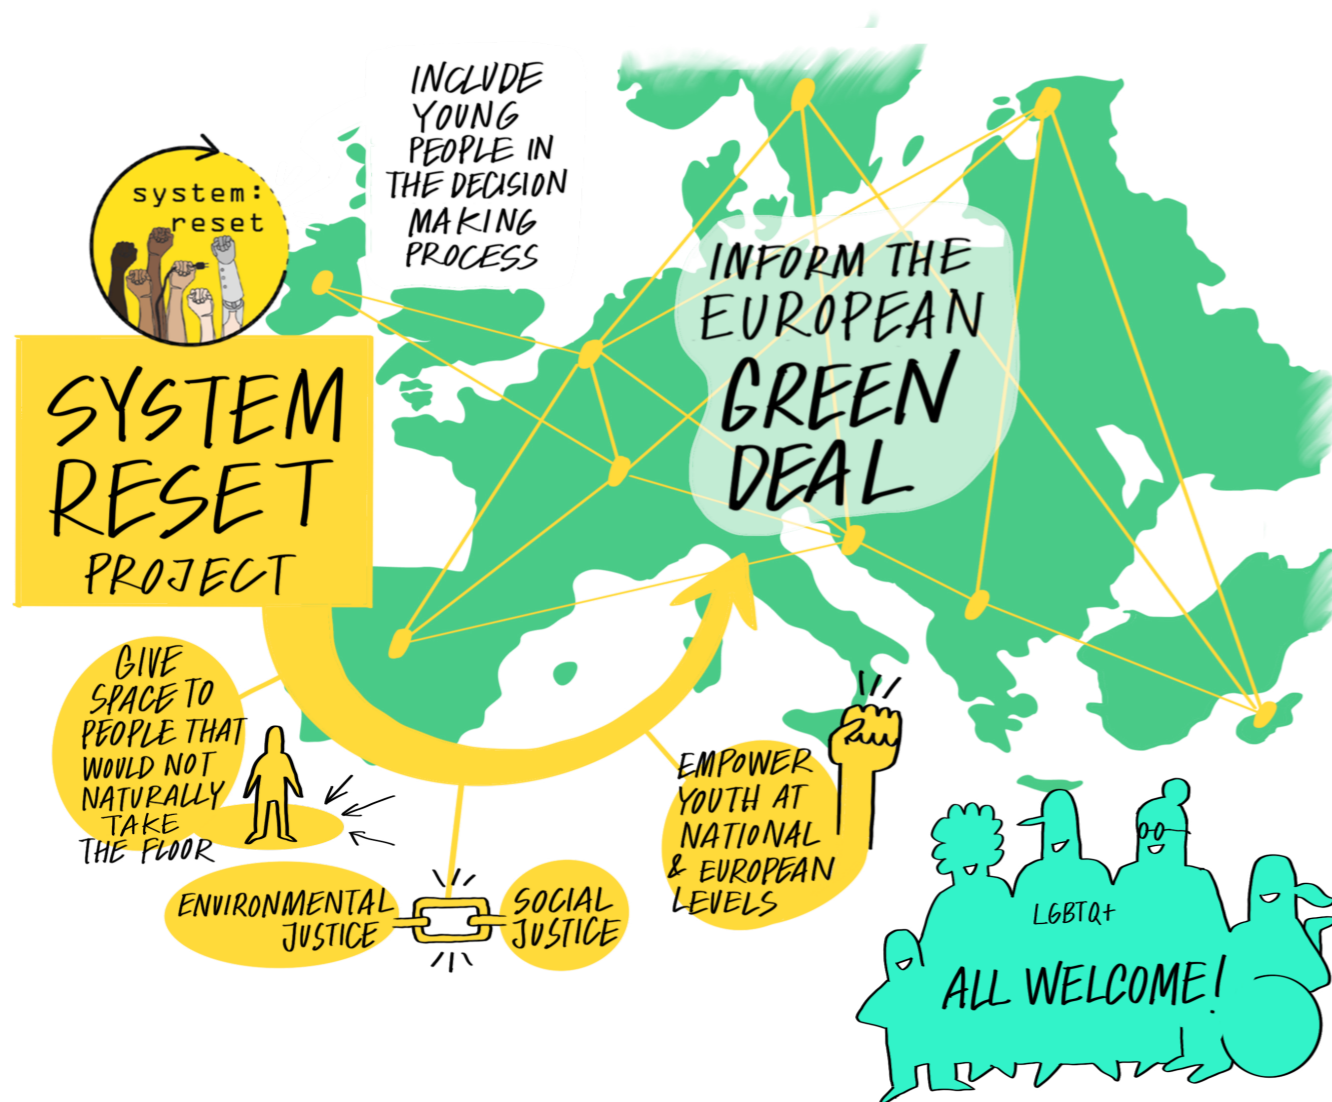 INCLUDE
YOUNG
PEOPLE IN
THE DECISION
MAKING
PROCESS
system:
reset
SYSTEM
RESET
PROJECT
INFORM THE
EUROPEAN
GREEN
DEAL
GIVE
SPACE TO
PEOPLE THAT
WOULD NOT
NATURALLY
TAKE
THE FLOOR
ENVIRONMENTAL
JUSTICE
SOCIAL
JUSTICE
EMPOWER
YOUTH AT
NATIONAL
& EUROPEAN
LEVELS
LGBTQ+
ALL WELCOME!